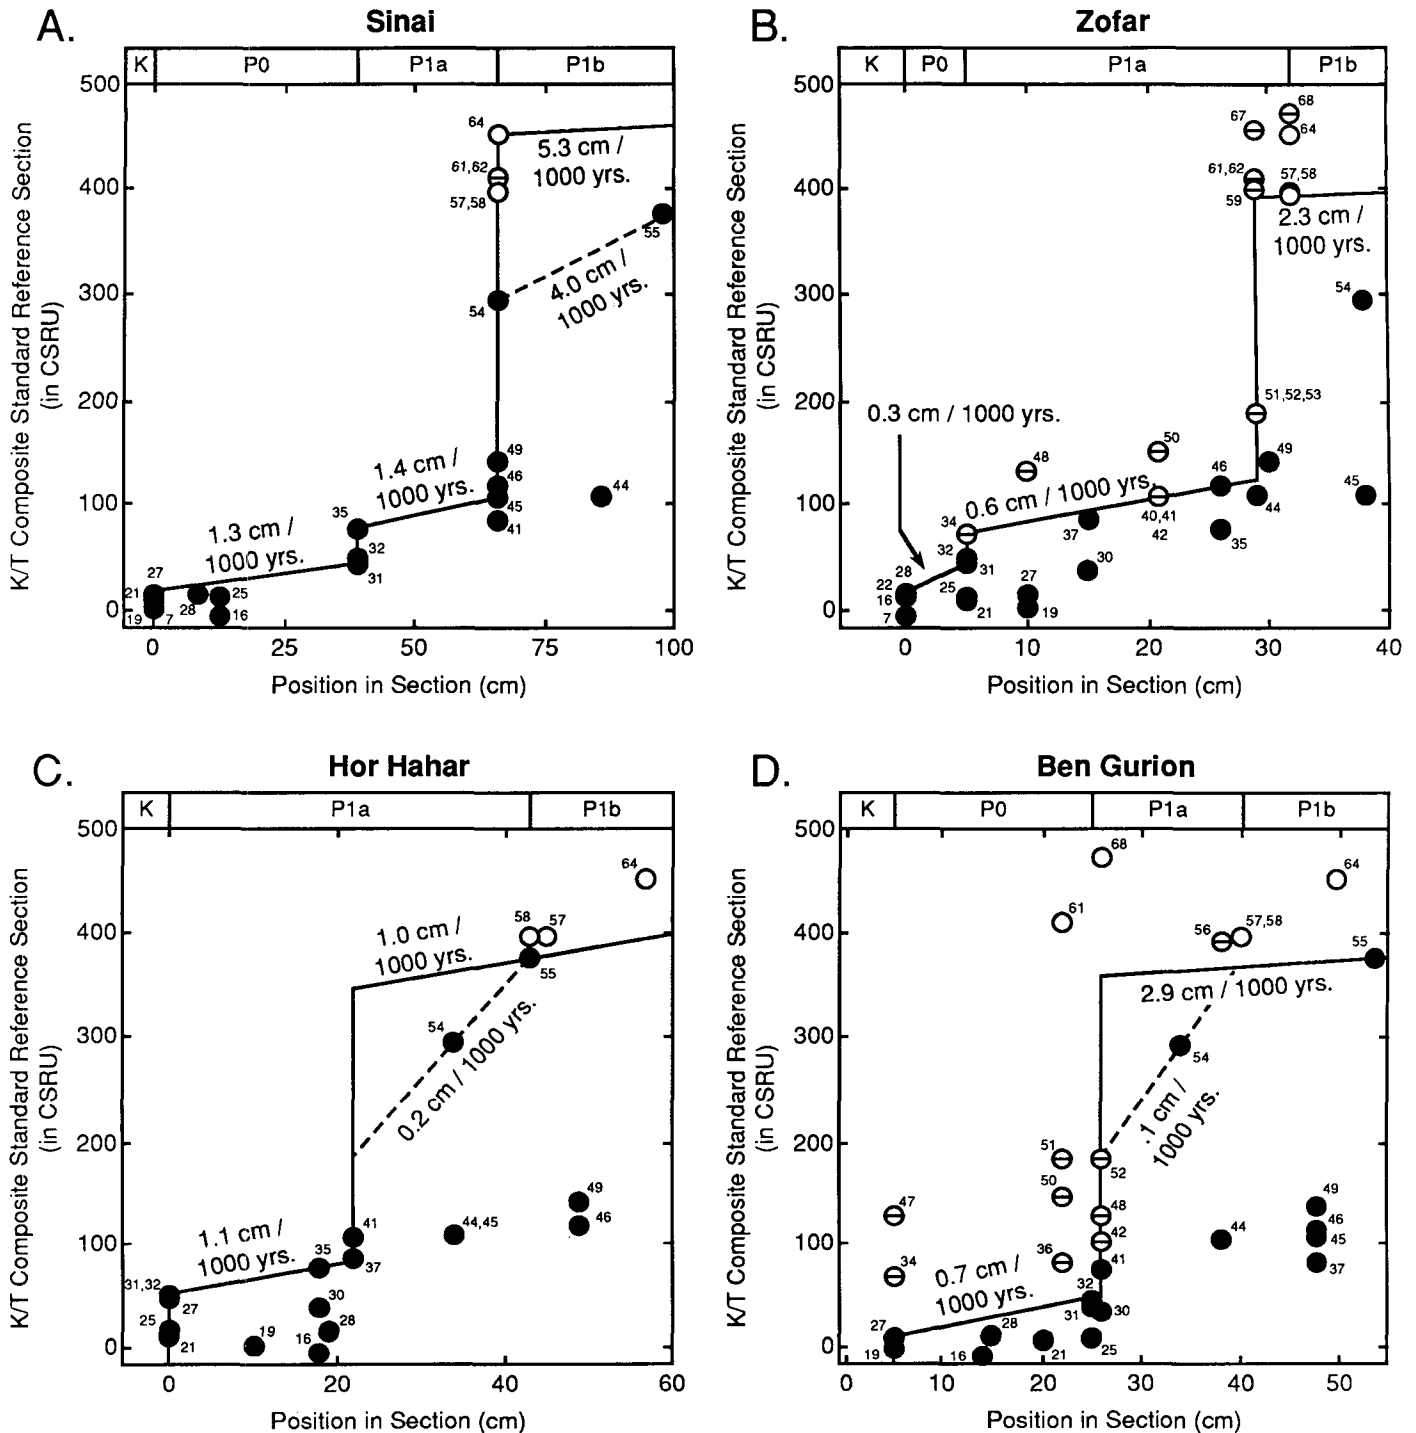 A.
Sinai
K
P0
P1a
P1b
500
400
300
200
100
0
K/T Composite Standard Reference Section
(in CSRU)
64
61,62
57,58
5.3 cm /
1000 yrs.
55
54
4.0 cm /
1000 yrs.
49
46
45
41
44
1.4 cm /
1000 yrs.
35
32
31
1.3 cm /
1000 yrs.
27
21
19
7
28
25
16
0
25
50
75
100
Position in Section (cm)
B.
Zofar
K
P0
P1a
P1b
500
400
300
200
100
0
K/T Composite Standard Reference Section
(in CSRU)
67
68
64
61,62
57,58
59
2.3 cm /
1000 yrs.
54
51,52,53
0.3 cm / 1000 yrs.
48
50
49
46
45
44
0.6 cm / 1000 yrs.
40,41
42
34
37
35
32
31
30
28
22
16
7
25
21
27
19
0
10
20
30
40
Position in Section (cm)
C.
Hor Hahar
K
P1a
P1b
500
400
300
200
100
0
K/T Composite Standard Reference Section
(in CSRU)
64
58
57
55
1.0 cm /
1000 yrs.
54
0.2 cm / 1000 yrs.
49
46
44,45
41
37
35
1.1 cm /
1000 yrs.
31,32
27
25
21
30
28
19
16
0
20
40
60
Position in Section (cm)
D.
Ben Gurion
K
P0
P1a
P1b
500
400
300
200
100
0
K/T Composite Standard Reference Section
(in CSRU)
68
64
61
56
57,58
55
2.9 cm / 1000 yrs.
54
.1 cm /
1000 yrs.
51
52
50
49
48
47
46
45
44
42
41
37
36
34
0.7 cm /
1000 yrs.
32
31
30
27
19
28
16
21
25
0
10
20
30
40
50
Position in Section (cm)